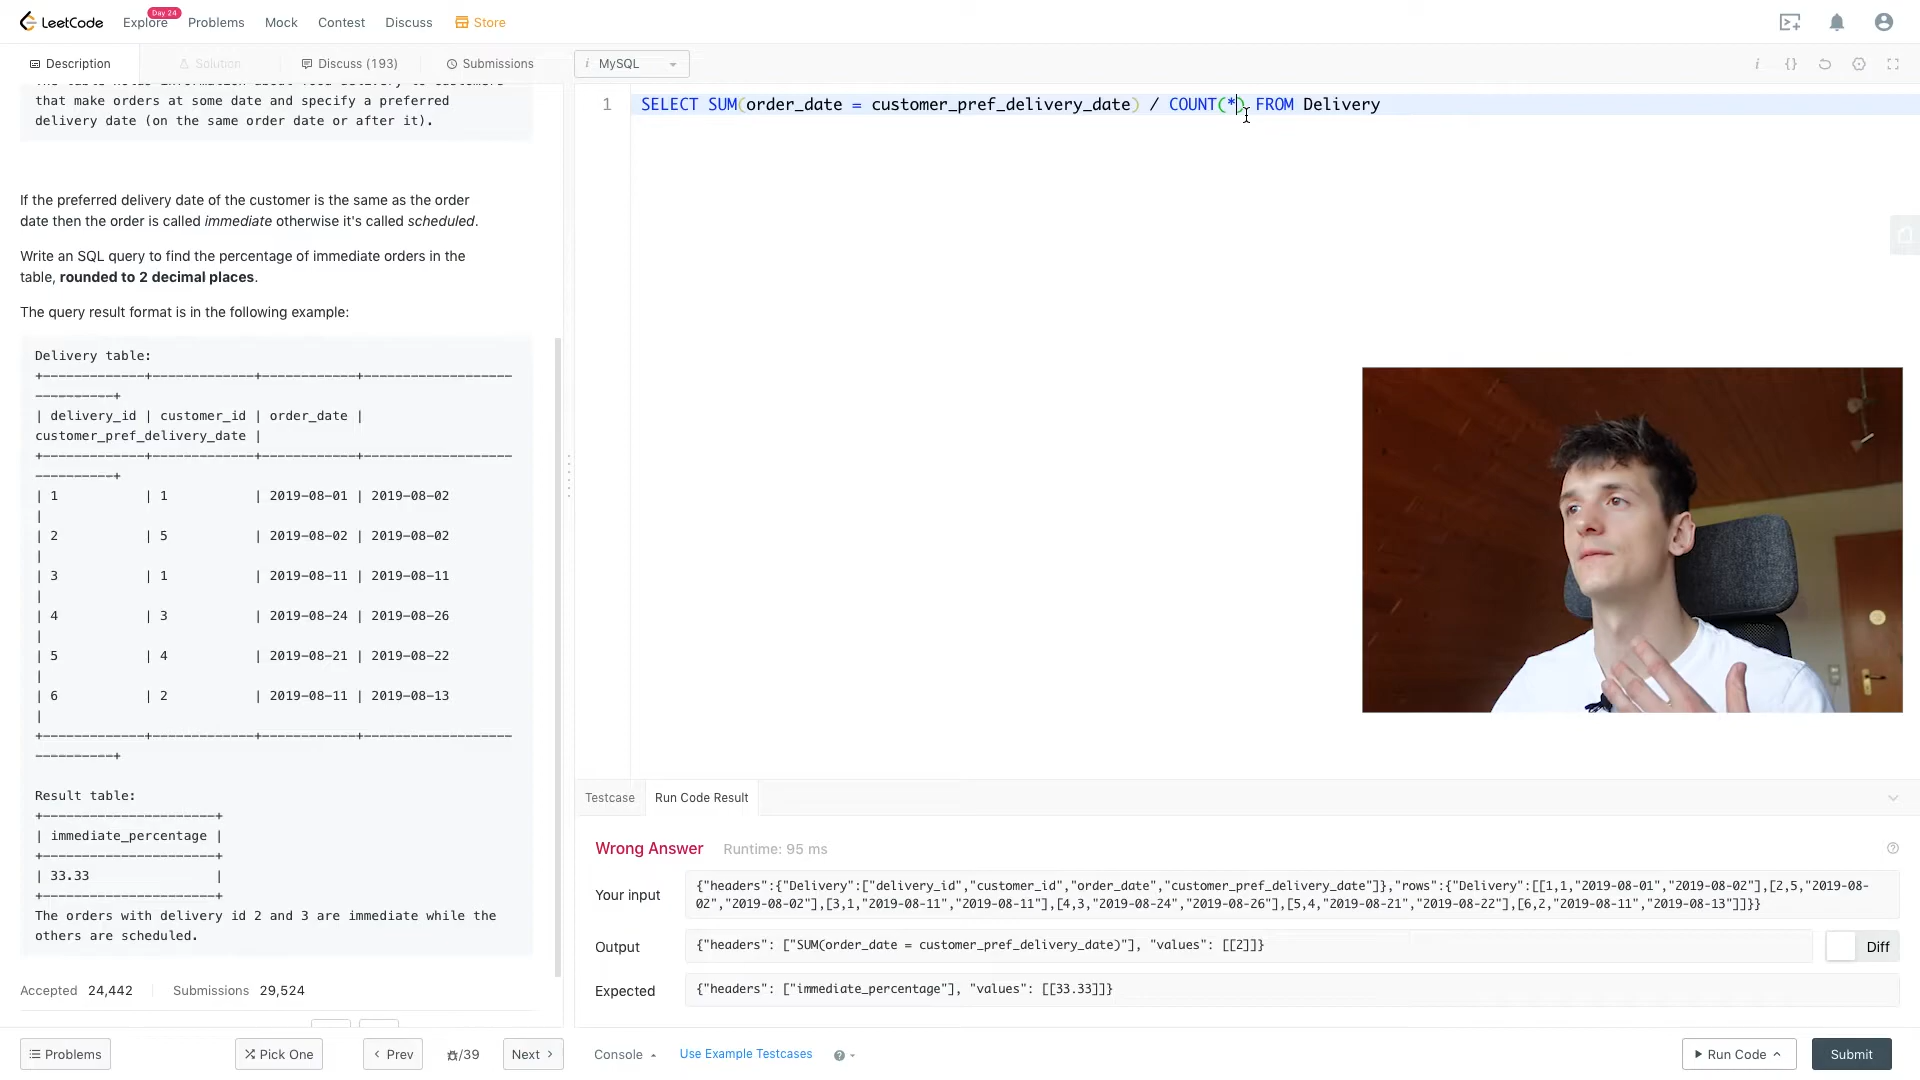 LeetCode
Explore
Day 24
Problems
Mock
Contest
Discuss
Store
Description
Solution
Discuss (193)
Submissions
i MySQL
that make orders at some date and specify a preferred
delivery date (on the same order date or after it).
If the preferred delivery date of the customer is the same as the order
date then the order is called immediate otherwise it's called scheduled.
Write an SQL query to find the percentage of immediate orders in the
table, rounded to 2 decimal places.
The query result format is in the following example:
Delivery table:
+-------------+-------------+------------+-------------------
----------+
| delivery_id | customer_id | order_date |
customer_pref_delivery_date |
+-------------+-------------+------------+-------------------
----------+
| 1 | 1 | 2019-08-01 | 2019-08-02
|
| 2 | 5 | 2019-08-02 | 2019-08-02
|
| 3 | 1 | 2019-08-11 | 2019-08-11
|
| 4 | 3 | 2019-08-24 | 2019-08-26
|
| 5 | 4 | 2019-08-21 | 2019-08-22
|
| 6 | 2 | 2019-08-11 | 2019-08-13
|
+-------------+-------------+------------+-------------------
----------+
Result table:
+----------------------+
| immediate_percentage |
+----------------------+
| 33.33 |
+----------------------+
The orders with delivery id 2 and 3 are immediate while the
others are scheduled.
Accepted 24,442
Submissions 29,524
Problems
Pick One
Prev
/39
Next
1 SELECT SUM(order_date = customer_pref_delivery_date) / COUNT(*) FROM Delivery
Testcase
Run Code Result
Wrong Answer
Runtime: 95 ms
Your input
{"headers":{"Delivery":["delivery_id","customer_id","order_date","customer_pref_delivery_date"]},"rows":{"Delivery":[[1,1,"2019-08-01","2019-08-02"],[2,5,"2019-08-
02","2019-08-02"],[3,1,"2019-08-11","2019-08-11"],[4,3,"2019-08-24","2019-08-26"],[5,4,"2019-08-21","2019-08-22"],[6,2,"2019-08-11","2019-08-13"]]}}
Output
{"headers": ["SUM(order_date = customer_pref_delivery_date)"], "values": [[2]]}
Diff
Expected
{"headers": ["immediate_percentage"], "values": [[33.33]]}
Console
Use Example Testcases
Run Code
Submit